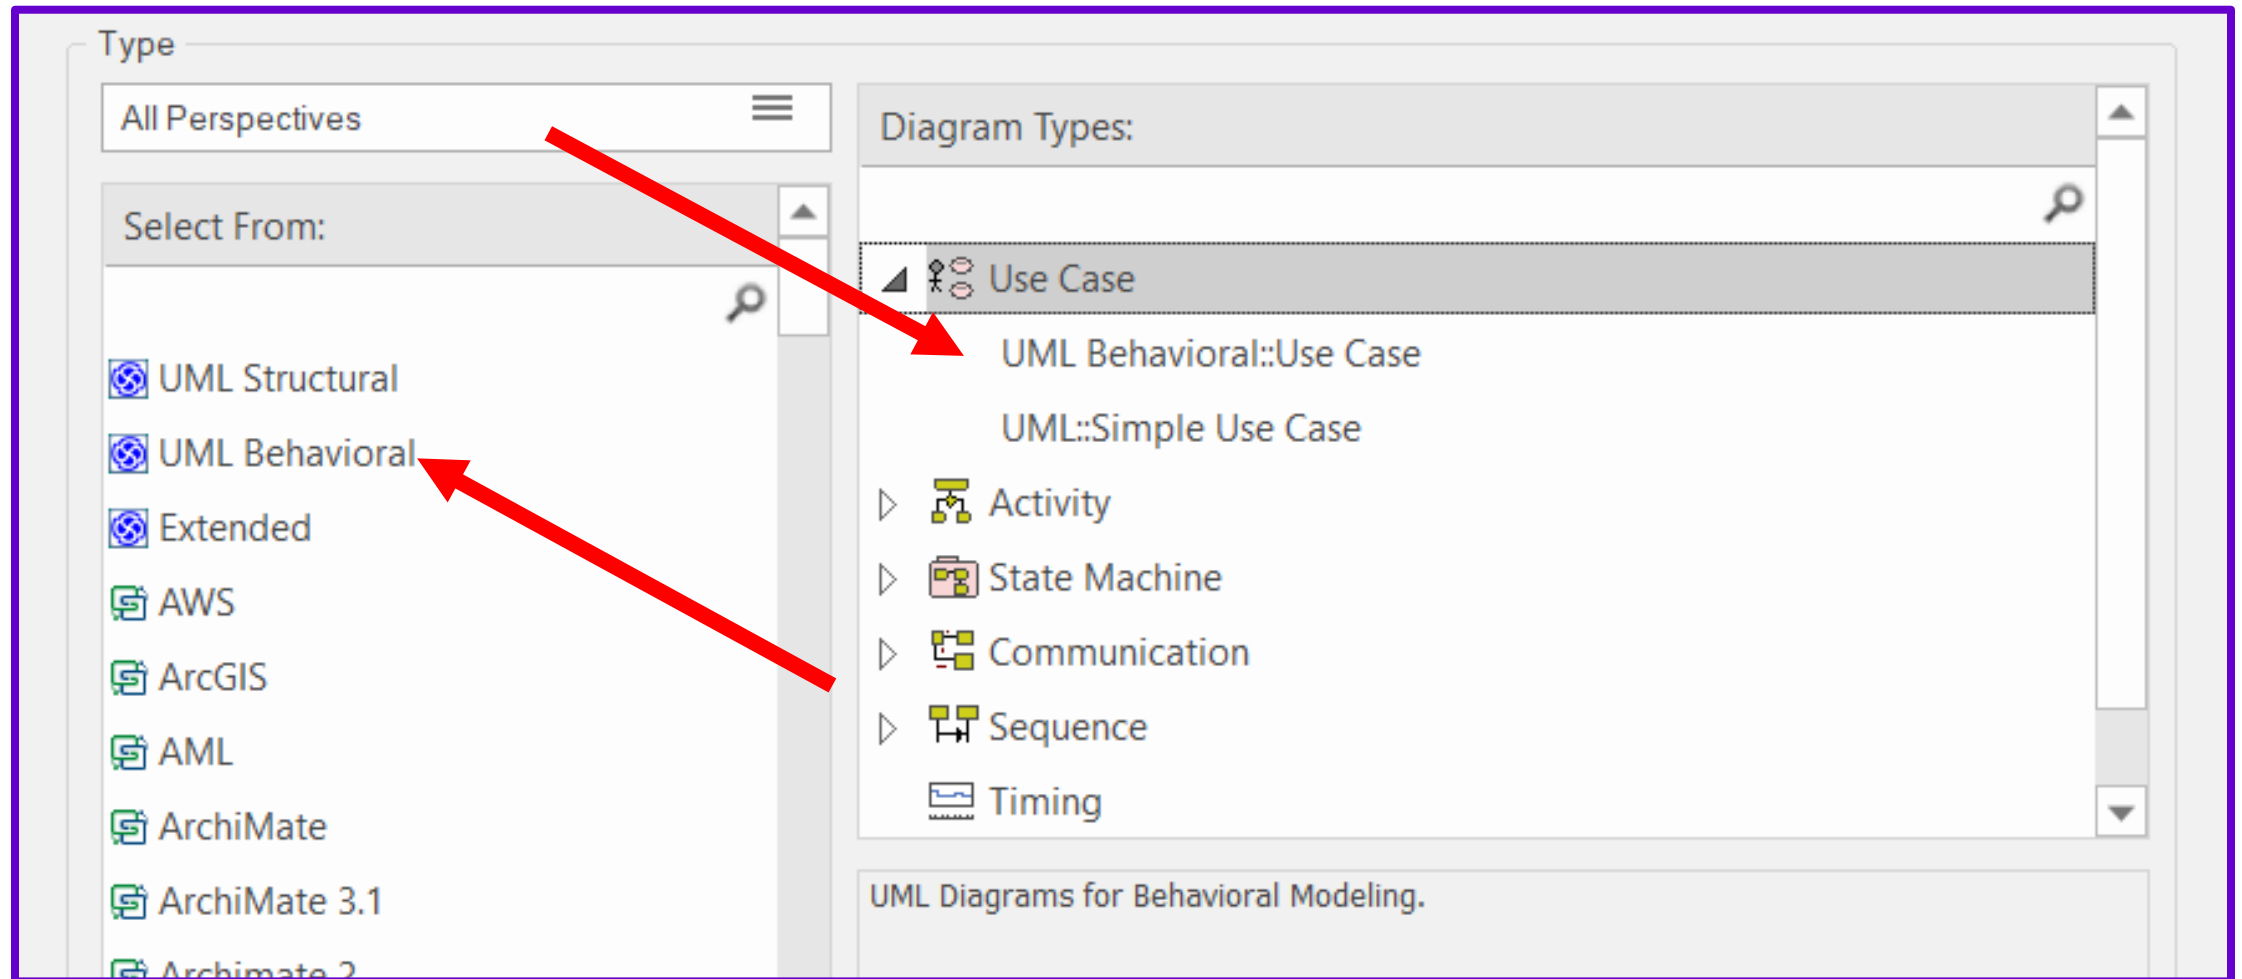 Type
All Perspectives
Select From:
UML Structural
UML Behavioral
Extended
AWS
ArcGIS
AML
ArchiMate
ArchiMate 3.1
Archimate 2
Diagram Types:
Use Case
UML Behavioral::Use Case
UML::Simple Use Case
Activity
State Machine
Communication
Sequence
Timing
UML Diagrams for Behavioral Modeling.